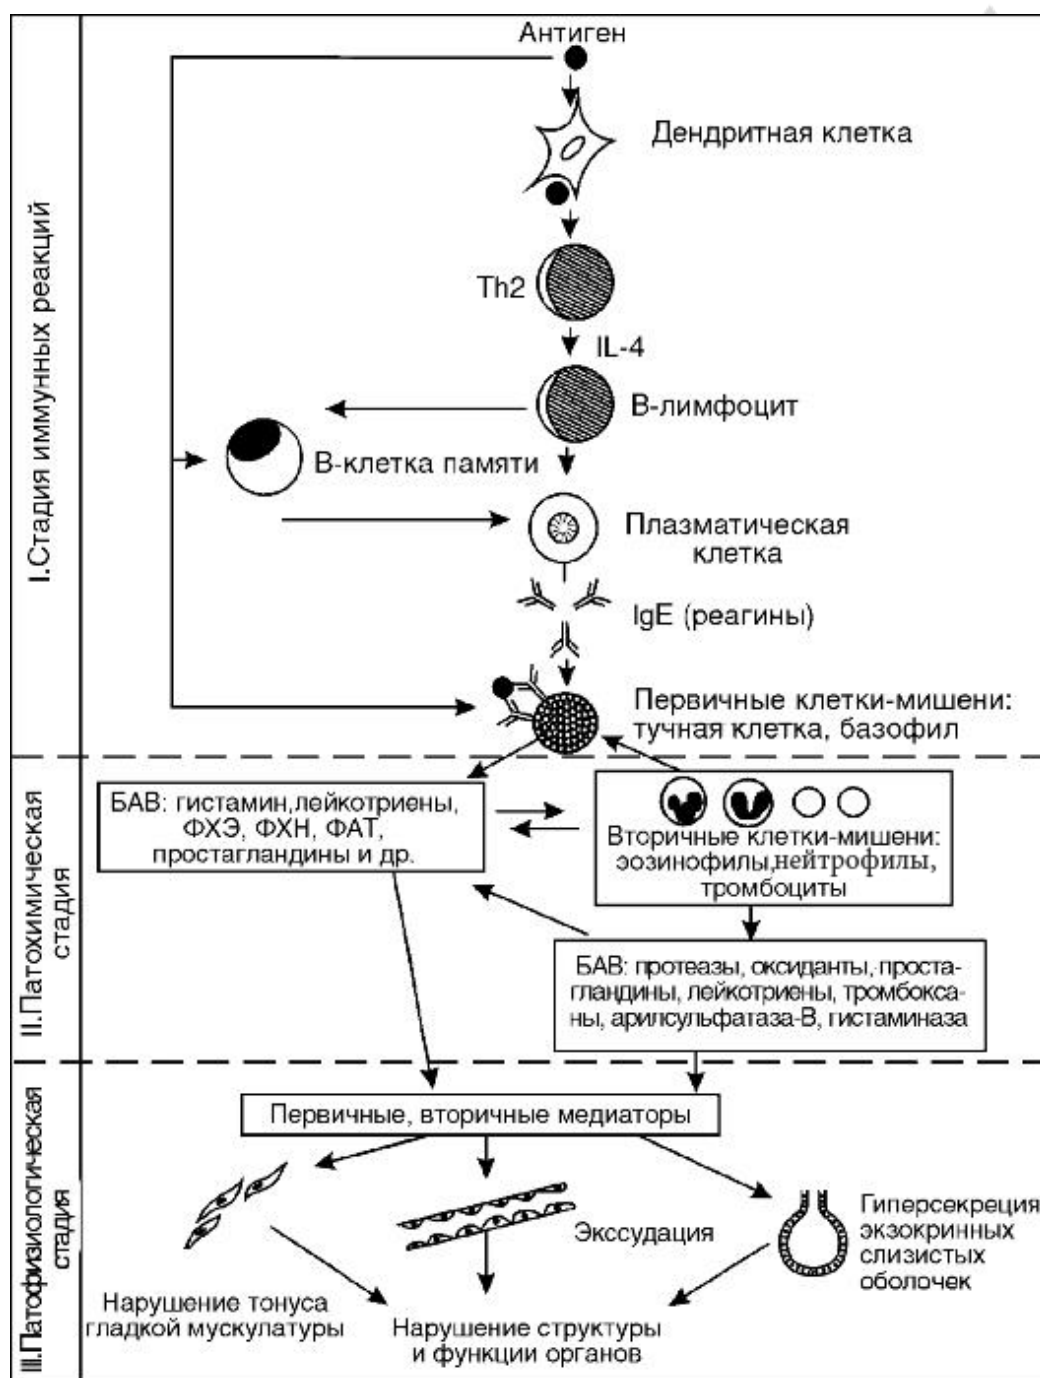 Антиген
Дендритная клетка
Th2
IL-4
В-лимфоцит
В-клетка памяти
Плазматическая
клетка
IgE (реагины)
Первичные клетки-мишени:
тучная клетка, базофил
I.Стадия иммунных реакций
БАВ: гистамин,лейкотриены,
ФХЭ, ФХН, ФАТ,
простагландины и др.
Вторичные клетки-мишени:
эозинофилы,нейтрофилы,
тромбоциты
БАВ: протеазы, оксиданты, проста-
гландины, лейкотриены, тромбокса-
ны, арилсульфатаза-В, гистаминаза
II.Патохимическая
стадия
Первичные, вторичные медиаторы
Экссудация
Гиперсекреция
экзокринных
слизистых
оболочек
Нарушение тонуса
гладкой мускулатуры
Нарушение структуры
и функции органов
III.Патофизиологическая
стадия